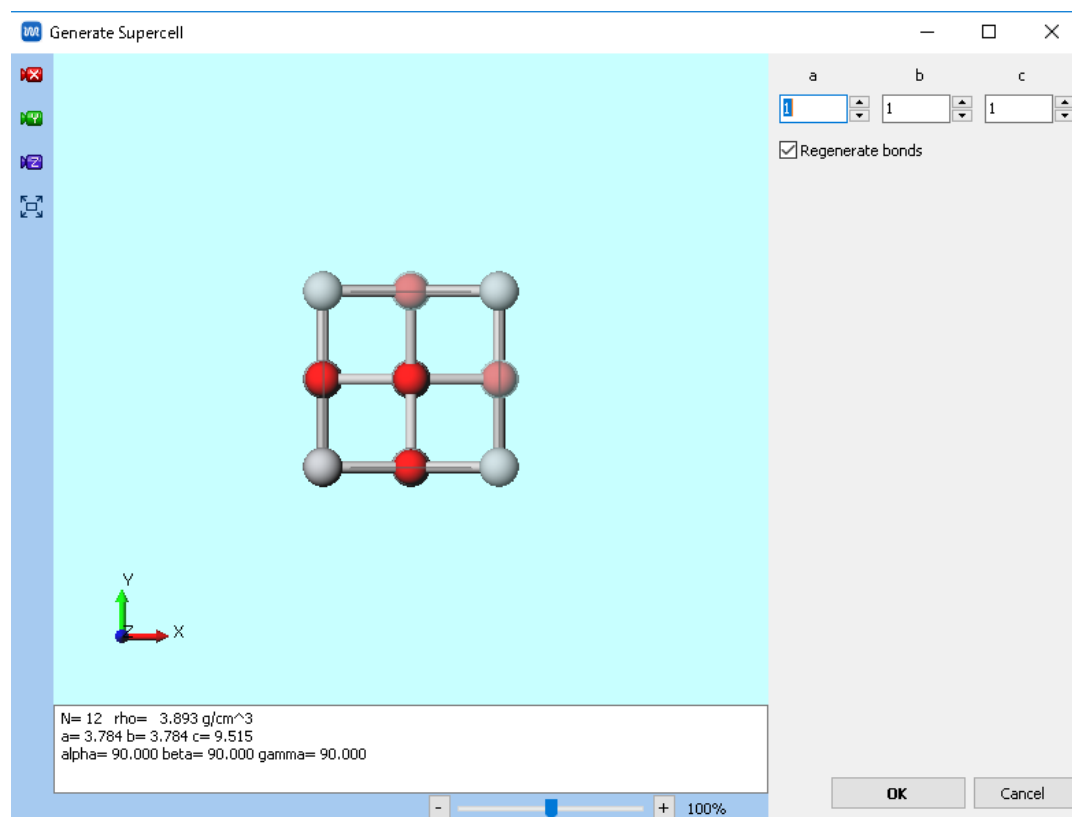 Generate Supercell
a b c
1 1 1
Regenerate bonds
X
Y
Z
Y
Z X
N= 12 rho= 3.893 g/cm^3
a= 3.784 b= 3.784 c= 9.515
alpha= 90.000 beta= 90.000 gamma= 90.000
OK Cancel
- + 100%